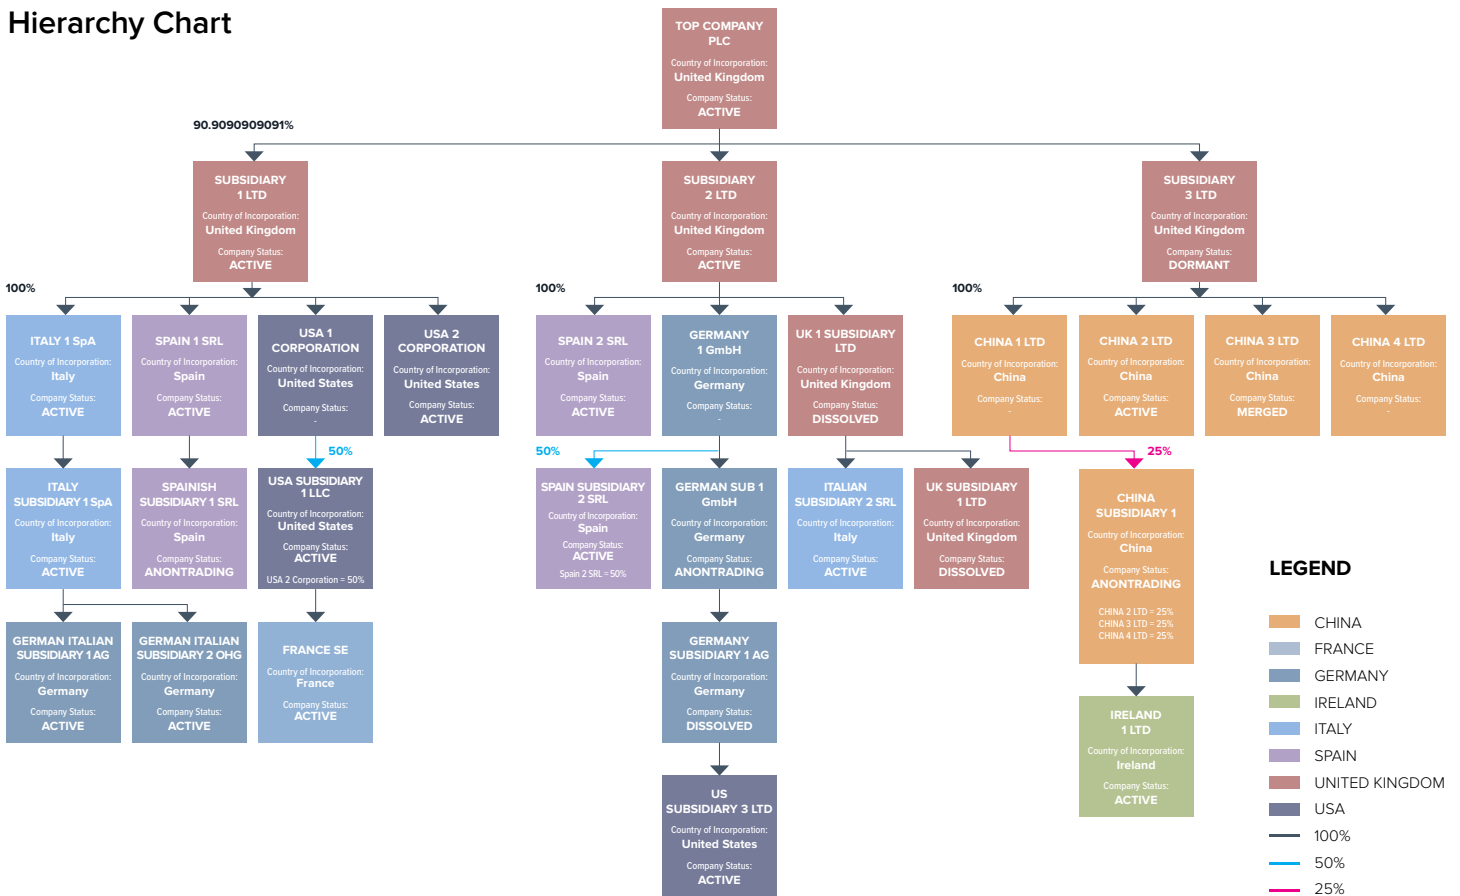 Hierarchy Chart
TOP COMPANY
PLC
Country of Incorporation:
United Kingdom
Company Status:
ACTIVE
90.9090909091%
SUBSIDIARY
1 LTD
Country of Incorporation:
United Kingdom
Company Status:
ACTIVE
SUBSIDIARY
2 LTD
Country of Incorporation:
United Kingdom
Company Status:
ACTIVE
SUBSIDIARY
3 LTD
Country of Incorporation:
United Kingdom
Company Status:
DORMANT
100%
100%
100%
ITALY 1 SpA
Country of Incorporation:
Italy
Company Status:
ACTIVE
SPAIN 1 SRL
Country of Incorporation:
Spain
Company Status:
ACTIVE
USA 1
CORPORATION
Country of Incorporation:
United States
Company Status:
-
USA 2
CORPORATION
Country of Incorporation:
United States
Company Status:
ACTIVE
SPAIN 2 SRL
Country of Incorporation:
Spain
Company Status:
ACTIVE
GERMANY
1 GmbH
Country of Incorporation:
Germany
Company Status:
-
UK 1 SUBSIDIARY
LTD
Country of Incorporation:
United Kingdom
Company Status:
DISSOLVED
CHINA 1 LTD
Country of Incorporation:
China
Company Status:
-
CHINA 2 LTD
Country of Incorporation:
China
Company Status:
ACTIVE
CHINA 3 LTD
Country of Incorporation:
China
Company Status:
MERGED
CHINA 4 LTD
Country of Incorporation:
China
Company Status:
-
50%
50%
25%
ITALY
SUBSIDIARY 1 SpA
Country of Incorporation:
Italy
Company Status:
ACTIVE
SPAINISH
SUBSIDIARY 1 SRL
Country of Incorporation:
Spain
Company Status:
ANONTRADING
USA SUBSIDIARY
1 LLC
Country of Incorporation:
United States
Company Status:
ACTIVE
USA 2 Corporation = 50%
SPAIN SUBSIDIARY
2 SRL
Country of Incorporation:
Spain
Company Status:
ACTIVE
Spain 2 SRL = 50%
GERMAN SUB 1
GmbH
Country of Incorporation:
Germany
Company Status:
ANONTRADING
ITALIAN
SUBSIDIARY 2 SRL
Country of Incorporation:
Italy
Company Status:
ACTIVE
UK SUBSIDIARY
1 LTD
Country of Incorporation:
United Kingdom
Company Status:
DISSOLVED
CHINA
SUBSIDIARY 1
Country of Incorporation:
China
Company Status:
ANONTRADING
CHINA 2 LTD = 25%
CHINA 3 LTD = 25%
CHINA 4 LTD = 25%
GERMAN ITALIAN
SUBSIDIARY 1 AG
Country of Incorporation:
Germany
Company Status:
ACTIVE
GERMAN ITALIAN
SUBSIDIARY 2 OHG
Country of Incorporation:
Germany
Company Status:
ACTIVE
FRANCE SE
Country of Incorporation:
France
Company Status:
ACTIVE
GERMANY
SUBSIDIARY 1 AG
Country of Incorporation:
Germany
Company Status:
DISSOLVED
IRELAND
1 LTD
Country of Incorporation:
Ireland
Company Status:
ACTIVE
US
SUBSIDIARY 3 LTD
Country of Incorporation:
United States
Company Status:
ACTIVE
LEGEND
CHINA
FRANCE
GERMANY
IRELAND
ITALY
SPAIN
UNITED KINGDOM
USA
100%
50%
25%